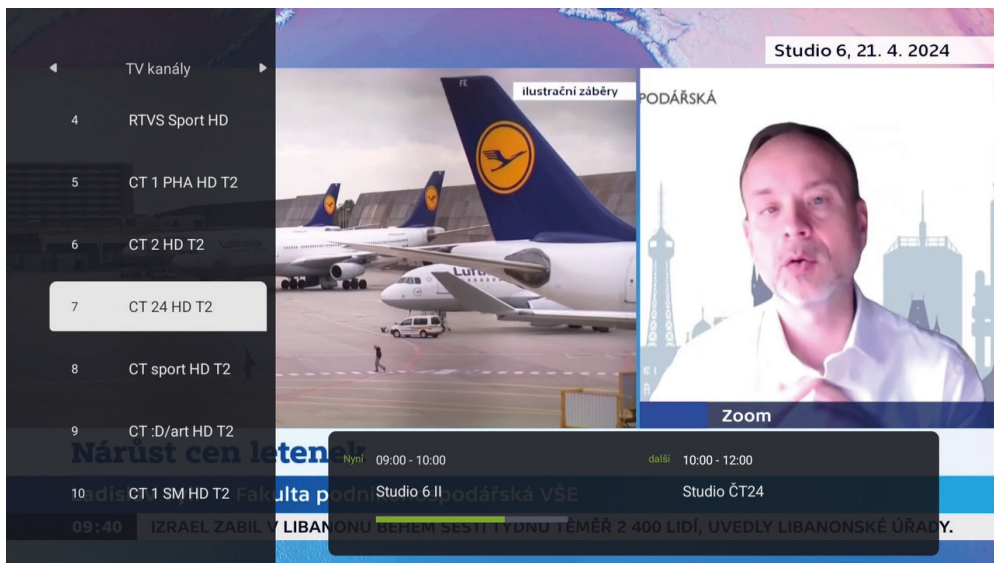 Studio 6, 21. 4. 2024
TV kanály
FE
ilustrační záběry
PODÁŘSKÁ
4 RTVS Sport HD
5 CT 1 PHA HD T2
6 CT 2 HD T2
7 CT 24 HD T2
8 CT sport HD T2
9 CT :D/art HD T2
10 CT 1 SM HD T2
Zoom
Nárůst cen letenek
Nyní 09:00 - 10:00
Studio 6 II
další 10:00 - 12:00
Studio ČT24
Fakulta podnikohospodářská VŠE
09:40 IZRAEL ZABIL V LIBANONU BĚHEM ŠESTI TÝDNŮ TÉMĚŘ 2 400 LIDÍ, UVEDLY LIBANONSKÉ ÚŘADY.